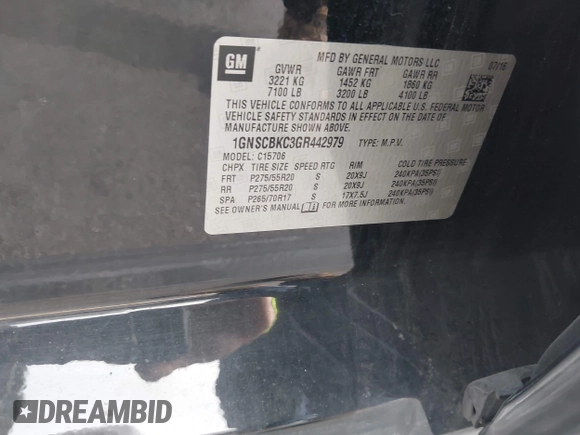 GM
MFD BY GENERAL MOTORS LLC
07/16
GVWR GAWR FRT GAWR RR
3221 KG 1452 KG 1860 KG
7100 LB 3200 LB 4100 LB
THIS VEHICLE CONFORMS TO ALL APPLICABLE U.S. FEDERAL MOTOR
VEHICLE SAFETY STANDARDS IN EFFECT ON THE DATE OF
MANUFACTURE SHOWN ABOVE.
1GNSCBKC3GR442979 TYPE: M.P.V.
MODEL: C15706
CHPX TIRE SIZE SPEED RTG RIM COLD TIRE PRESSURE
FRT P275/55R20 S 20X9J 240KPA(35PSI)
RR P275/55R20 S 20X9J 240KPA(35PSI)
SPA P265/70R17 S 17X7.5J 240KPA(35PSI)
SEE OWNER'S MANUAL FOR MORE INFORMATION.
DREAMBID